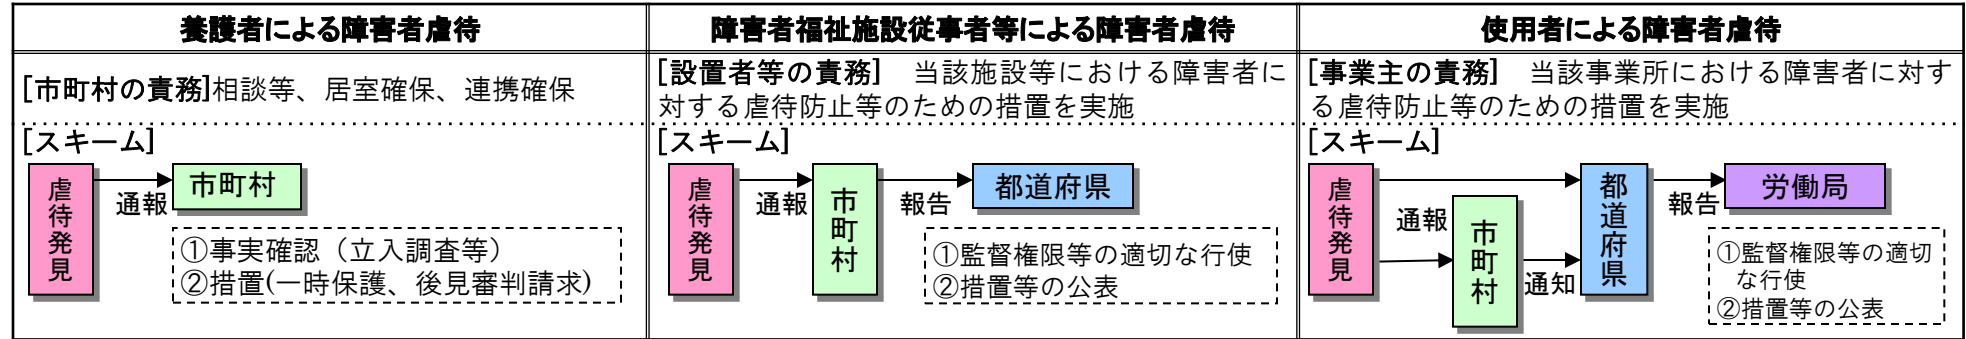 養護者による障害者虐待
[市町村の責務]相談等、居室確保、連携確保
[スキーム]
虐待発見
通報
市町村
①事実確認（立入調査等）
②措置(一時保護、後見審判請求)
障害者福祉施設従事者等による障害者虐待
[設置者等の責務]　当該施設等における障害者に
対する虐待防止等のための措置を実施
[スキーム]
虐待発見
通報
市町村
報告
都道府県
①監督権限等の適切な行使
②措置等の公表
使用者による障害者虐待
[事業主の責務]　当該事業所における障害者に対す
る虐待防止等のための措置を実施
[スキーム]
虐待発見
通報
市町村
通知
都道府県
報告
労働局
①監督権限等の適切
な行使
②措置等の公表